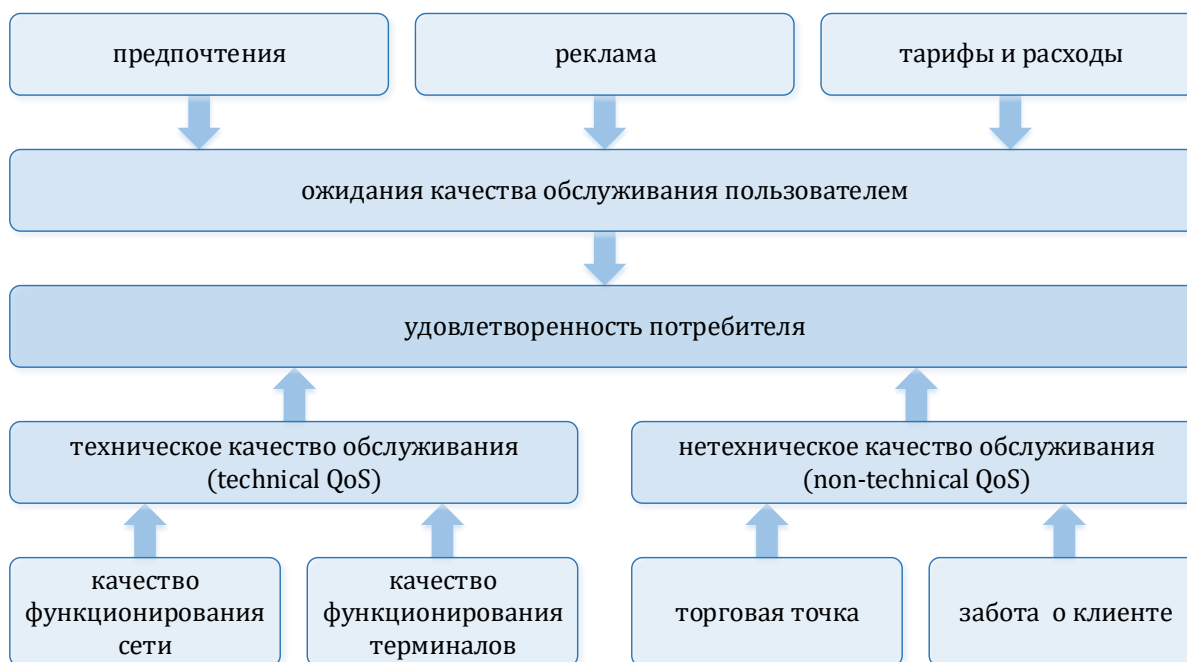 предпочтения
реклама
тарифы и расходы
ожидания качества обслуживания пользователем
удовлетворенность потребителя
техническое качество обслуживания
(technical QoS)
нетехническое качество обслуживания
(non-technical QoS)
качество
функционирования
сети
качество
функционирования
терминалов
торговая точка
забота о клиенте